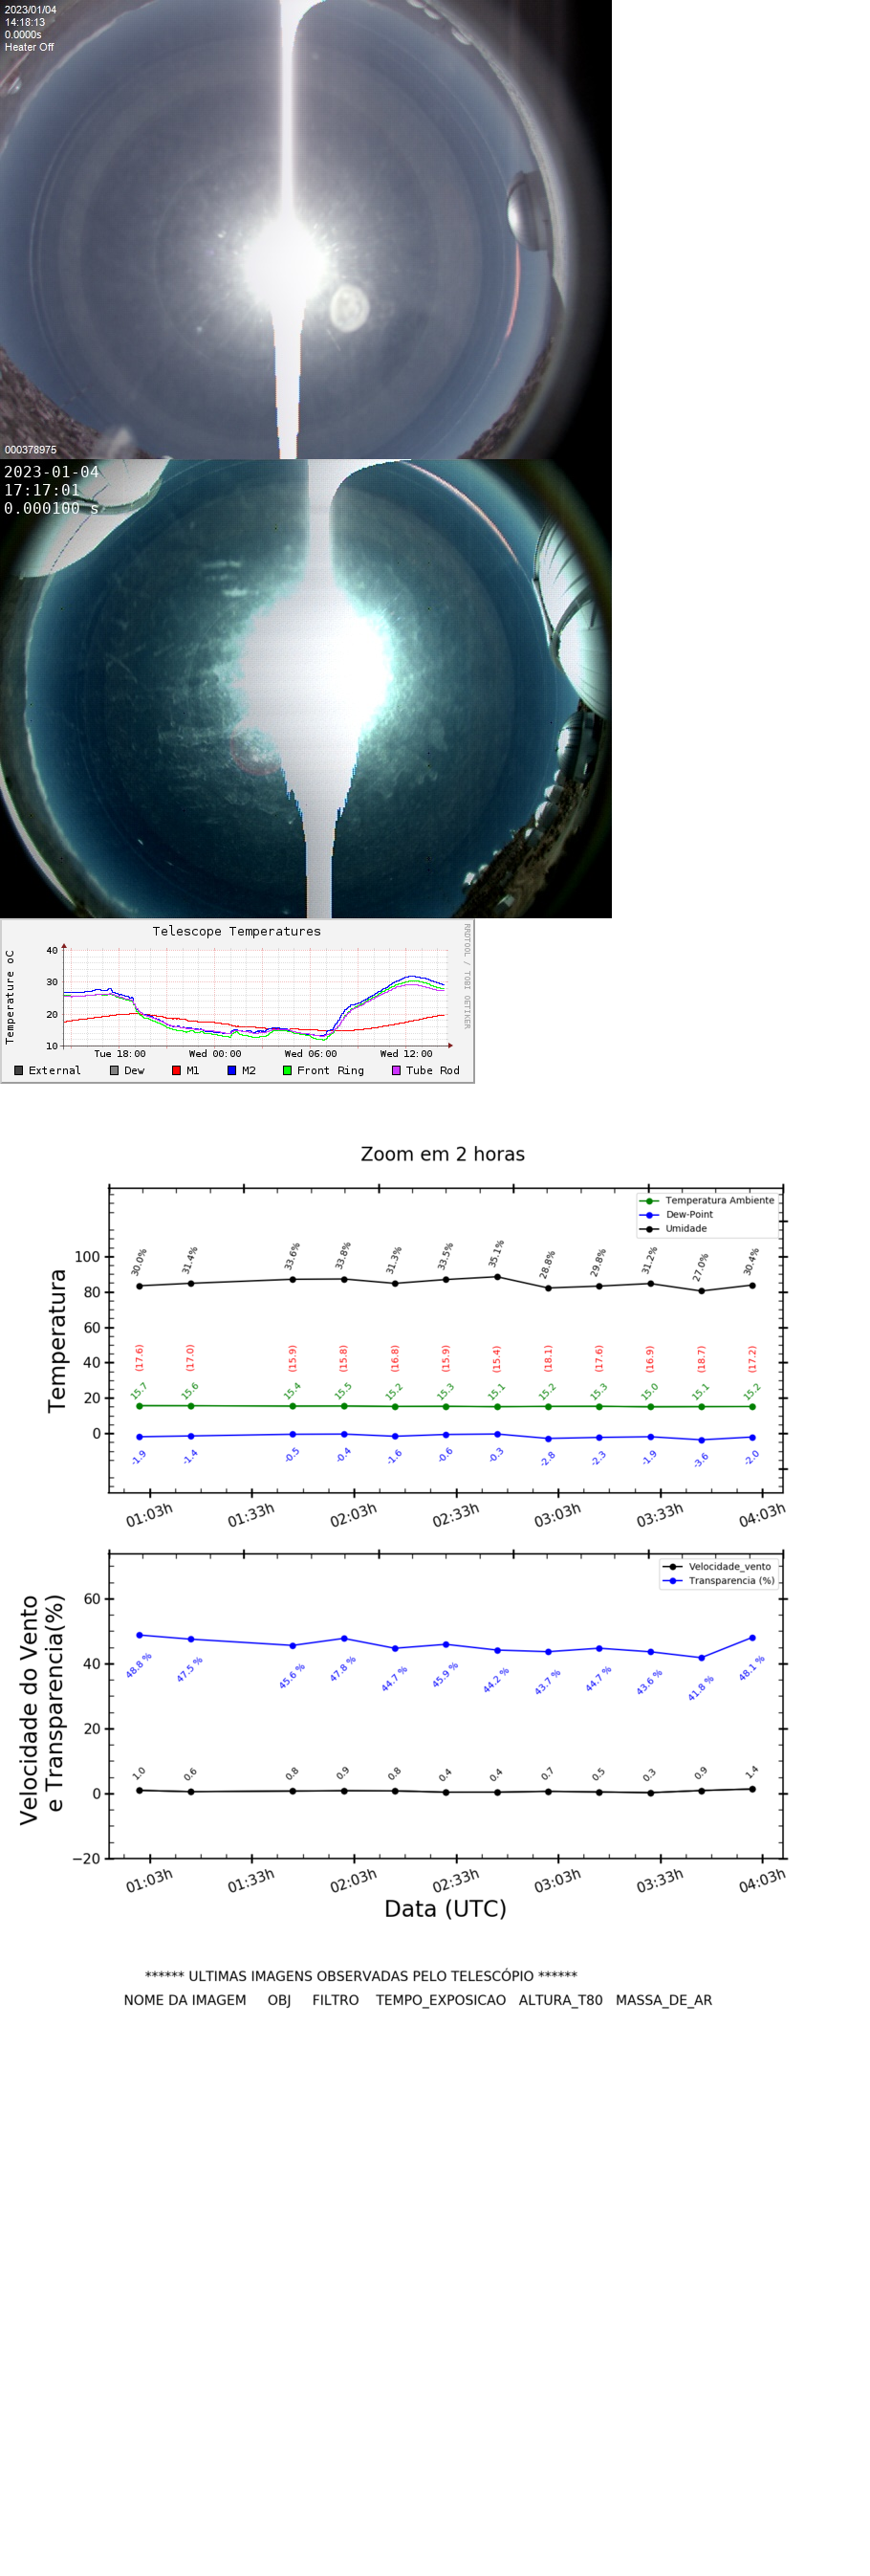 2023/01/04
14:18:13
0.0000s
Heater Off
000378975
2023-01-04
17:17:01
0.000100 s
Telescope Temperatures
RRDTOOL / TOBI OETIKER
Temperature oC
40
30
20
10
Tue 18:00 Wed 00:00 Wed 06:00 Wed 12:00
External Dew M1 M2 Front Ring Tube Rod
Zoom em 2 horas
Temperatura Ambiente
Dew-Point
Umidade
Temperatura
100
80
60
40
20
0
30.0% 31.4% 33.6% 33.8% 31.3% 33.5% 35.1% 28.8% 29.8% 31.2% 27.0% 30.4%
(17.6) (17.0) (15.9) (15.8) (16.8) (15.9) (15.4) (18.1) (17.6) (16.9) (18.7) (17.2)
15.7 15.6 15.4 15.5 15.2 15.3 15.1 15.2 15.3 15.0 15.1 15.2
-1.9 -1.4 -0.5 -0.4 -1.6 -0.6 -0.3 -2.8 -2.3 -1.9 -3.6 -2.0
01:03h 01:33h 02:03h 02:33h 03:03h 03:33h 04:03h
Velocidade_vento
Transparencia (%)
Velocidade do Vento
e Transparencia(%)
60
40
20
0
−20
48.8 % 47.5 % 45.6 % 47.8 % 44.7 % 45.9 % 44.2 % 43.7 % 44.7 % 43.6 % 41.8 % 48.1 %
1.0 0.6 0.8 0.9 0.8 0.4 0.4 0.7 0.5 0.3 0.9 1.4
01:03h 01:33h 02:03h 02:33h 03:03h 03:33h 04:03h
Data (UTC)
****** ULTIMAS IMAGENS OBSERVADAS PELO TELESCÓPIO ******
NOME DA IMAGEM OBJ FILTRO TEMPO_EXPOSICAO ALTURA_T80 MASSA_DE_AR